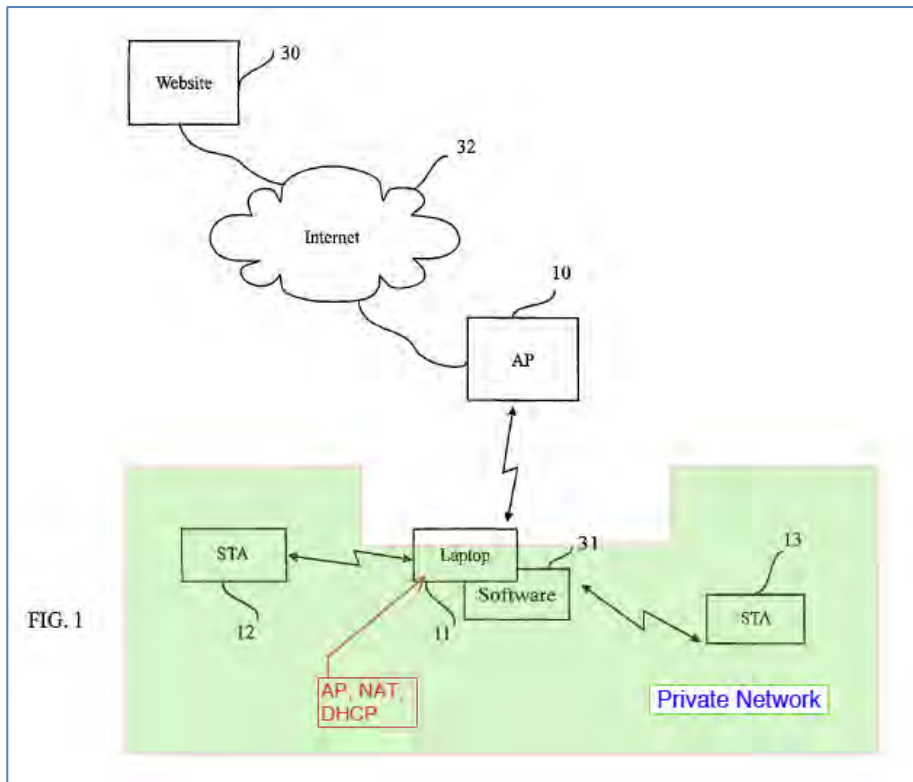 30
Website
32
Internet
10
AP
STA
Laptop
31
Software
13
STA
12
11
FIG. 1
AP, NAT,
DHCP
Private Network